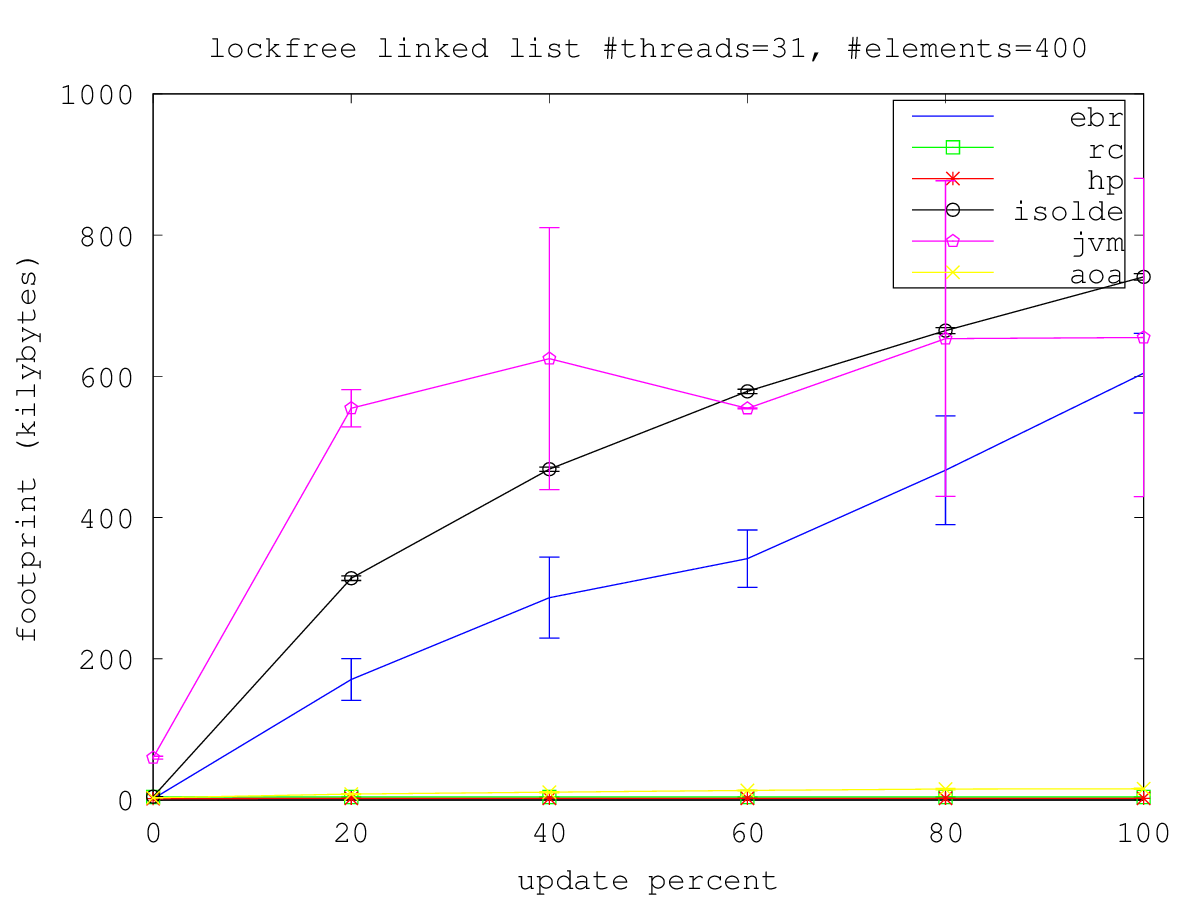 lockfree linked list #threads=31, #elements=400
1000
800
600
400
200
0
footprint (kilybytes)
ebr
rc
hp
isolde
jvm
aoa
0 20 40 60 80 100
update percent